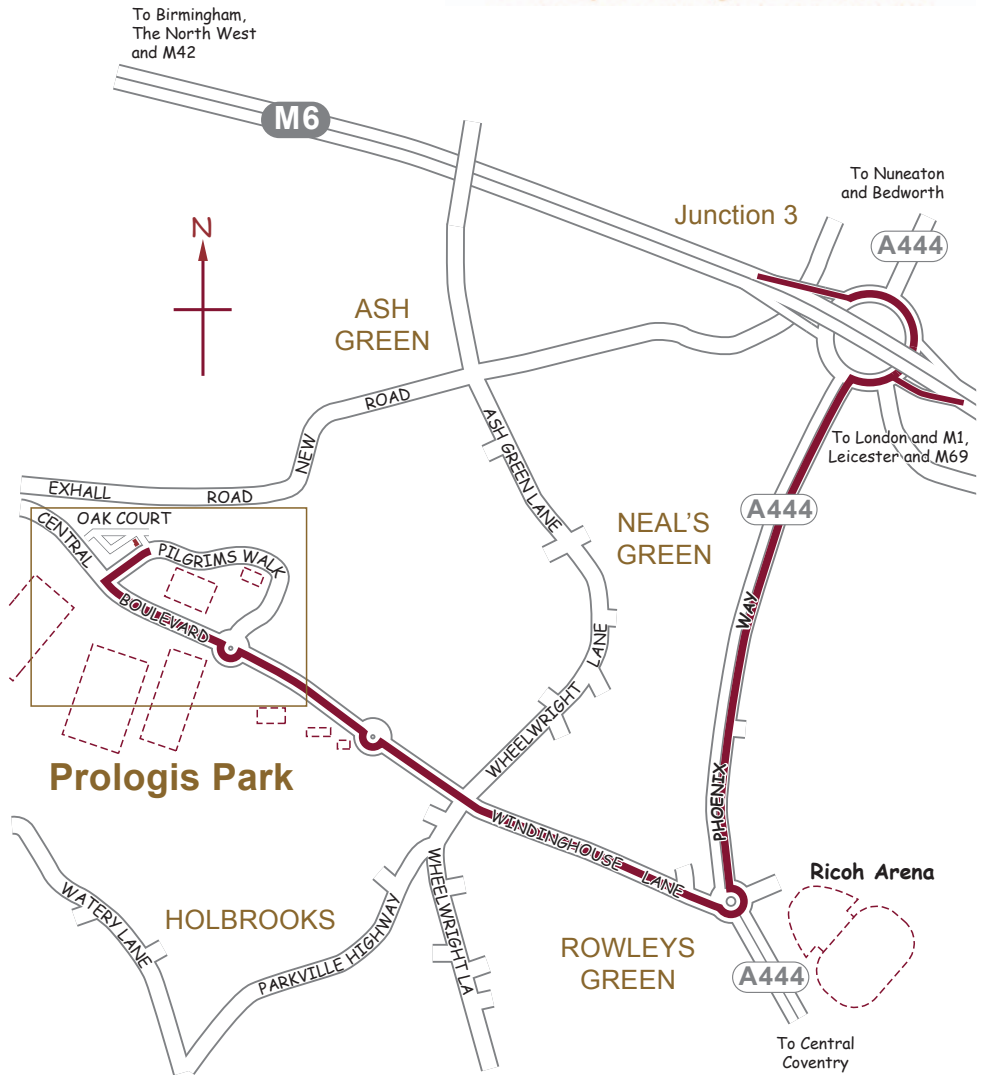 To Birmingham,
The North West
and M42
M6
To Nuneaton
and Bedworth
Junction 3
A444
N
ASH
GREEN
ROAD
NEW
ASH GREEN LANE
To London and M1,
Leicester and M69
EXHALL ROAD
OAK COURT
CENTRAL
PILGRIMS WALK
BOULEVARD
A444
NEAL'S
GREEN
WAY
PHOENIX
LANE
WHEELWRIGHT
Prologis Park
WINDINGHOUSE LANE
Ricoh Arena
WATERY LANE
HOLBROOKS
PARKVILLE HIGHWAY
WHEELWRIGHT LA
ROWLEYS
GREEN
A444
To Central
Coventry